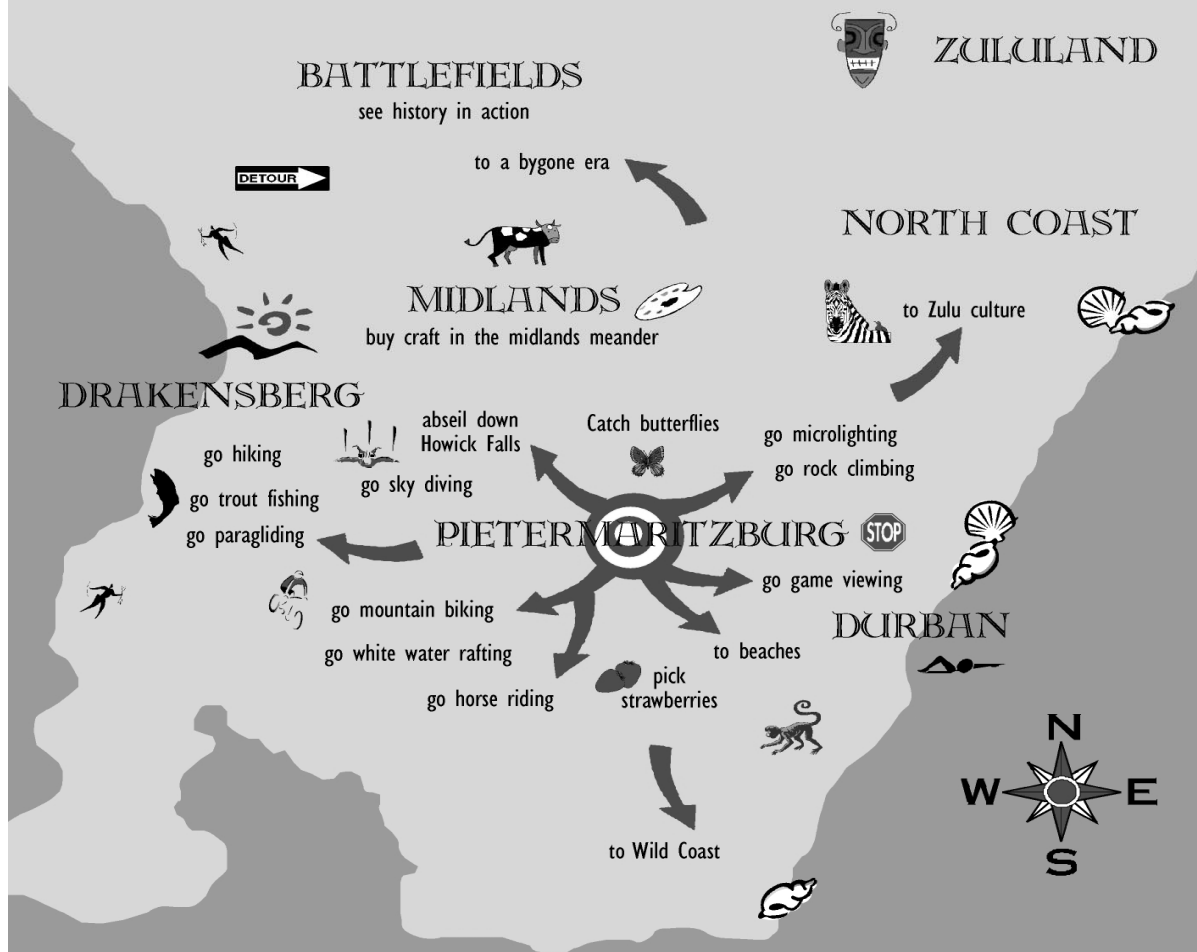 ZULULAND
BATTLEFIELDS
see history in action
to a bygone era
DETOUR
NORTH COAST
MIDLANDS
buy craft in the midlands meander
to Zulu culture
DRAKENSBERG
go hiking
go trout fishing
go paragliding
abseil down
Howick Falls
go sky diving
Catch butterflies
go microlighting
go rock climbing
PIETERMARITZBURG
STOP
go game viewing
go mountain biking
go white water rafting
go horse riding
to beaches
pick
strawberries
DURBAN
to Wild Coast
N
W
E
S